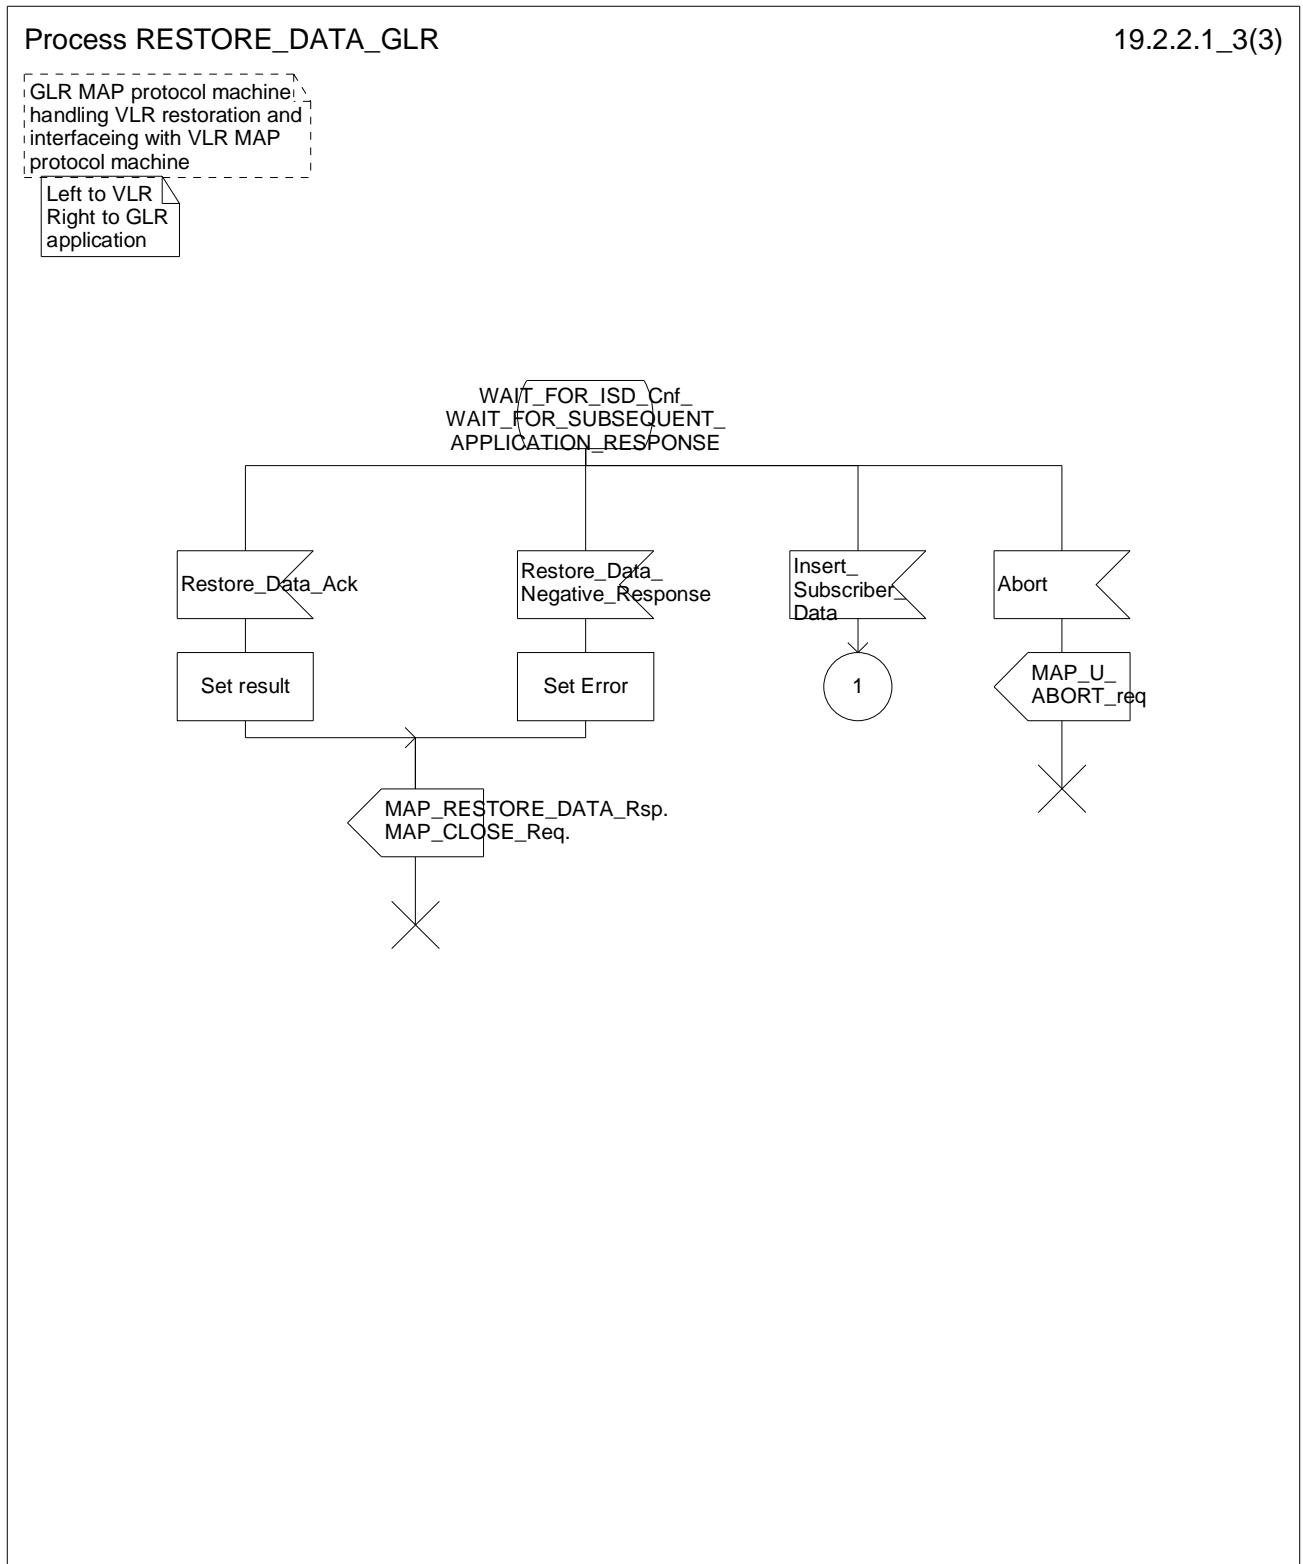 Process RESTORE_DATA_GLR
19.2.2.1_3(3)
GLR MAP protocol machine
handling VLR restoration and
interfaceing with VLR MAP
protocol machine
Left to VLR
Right to GLR
application
WAIT_FOR_ISD_Cnf_
WAIT_FOR_SUBSEQUENT_
APPLICATION_RESPONSE
Restore_Data_Ack
Restore_Data_
Negative_Response
Insert_
Subscriber_
Data
Abort
Set result
Set Error
1
MAP_U_
ABORT_req
MAP_RESTORE_DATA_Rsp.
MAP_CLOSE_Req.